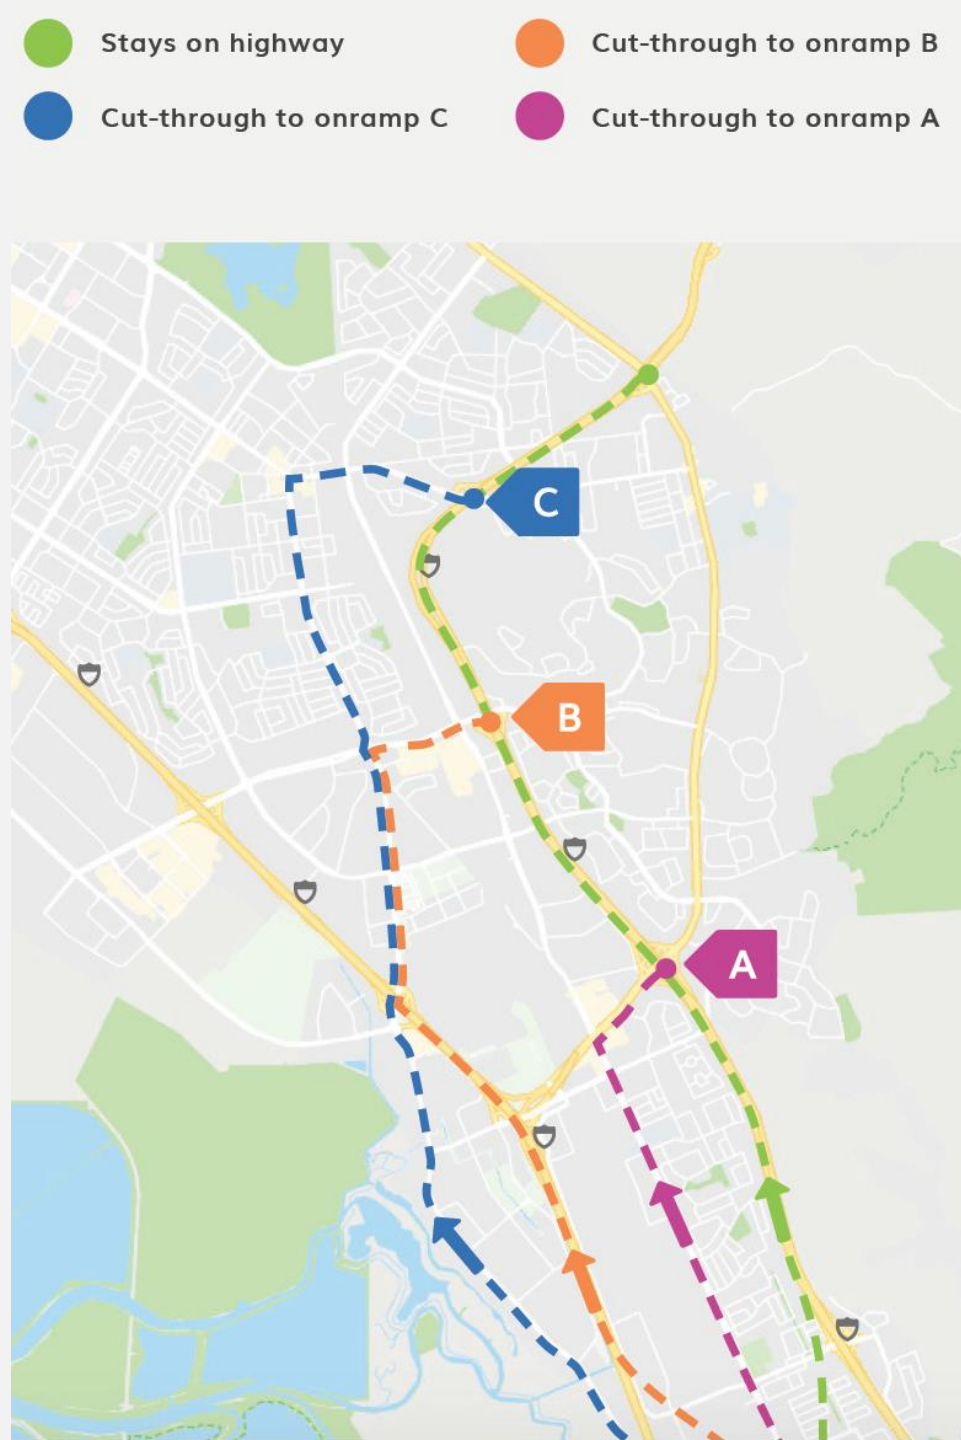 Stays on highway
Cut-through to onramp B
Cut-through to onramp C
Cut-through to onramp A
C
B
A